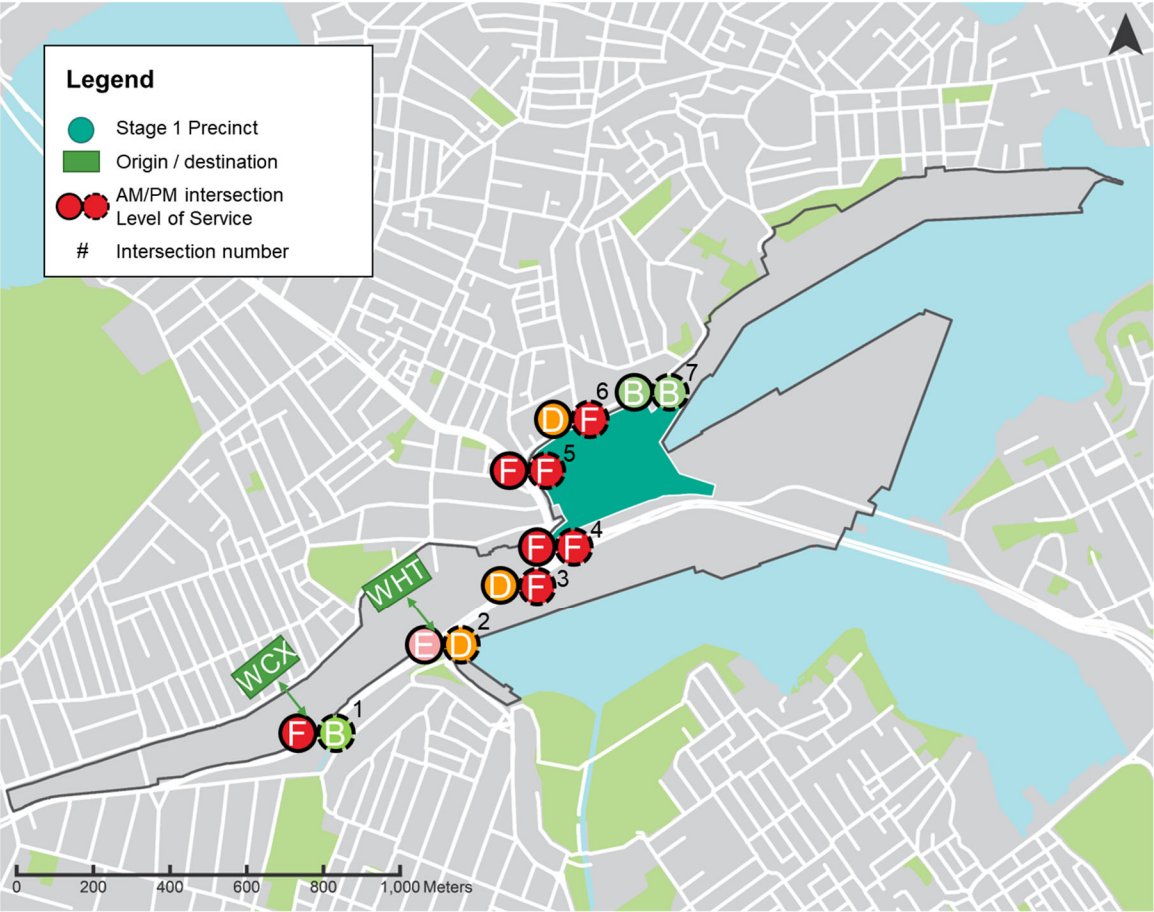 Legend
Stage 1 Precinct
Origin / destination
AM/PM intersection
Level of Service
# Intersection number
B B 7
D F 6
F F 5
F F 4
D F 3
WHT
E D 2
WCX
F B 1
0 200 400 600 800 1,000 Meters